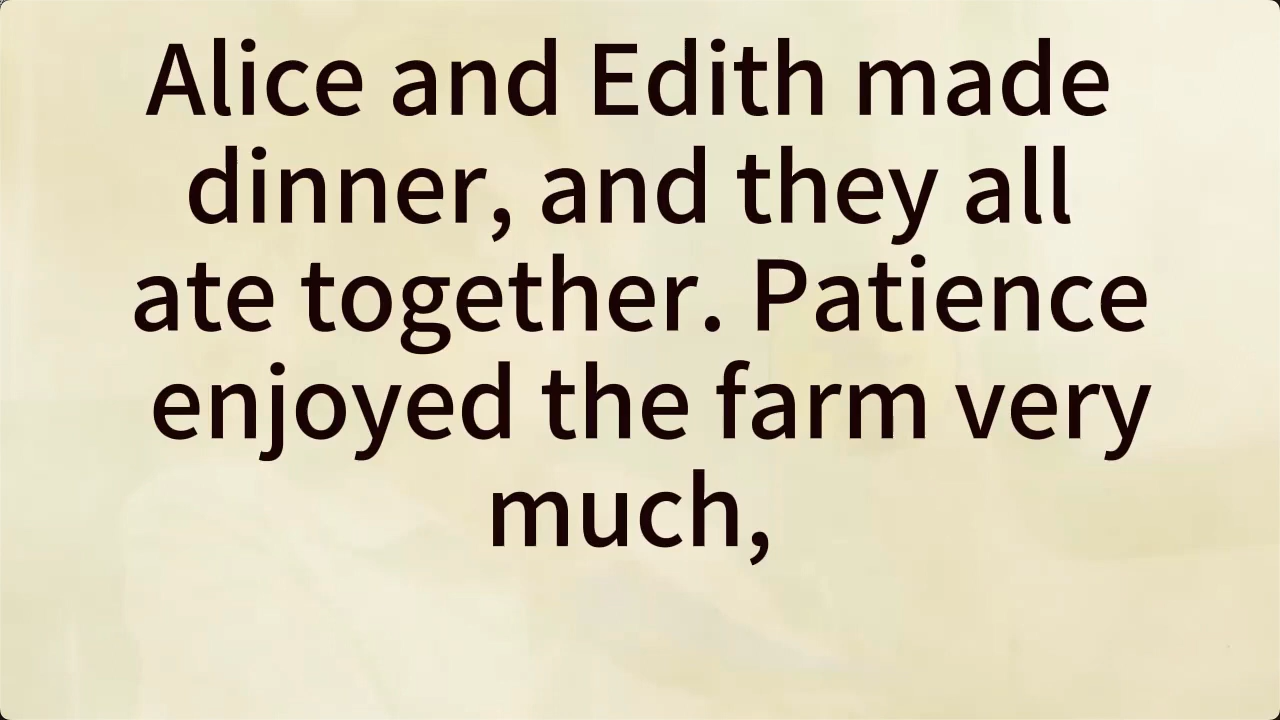 Alice and Edith made
dinner, and they all
ate together. Patience
enjoyed the farm very
much,